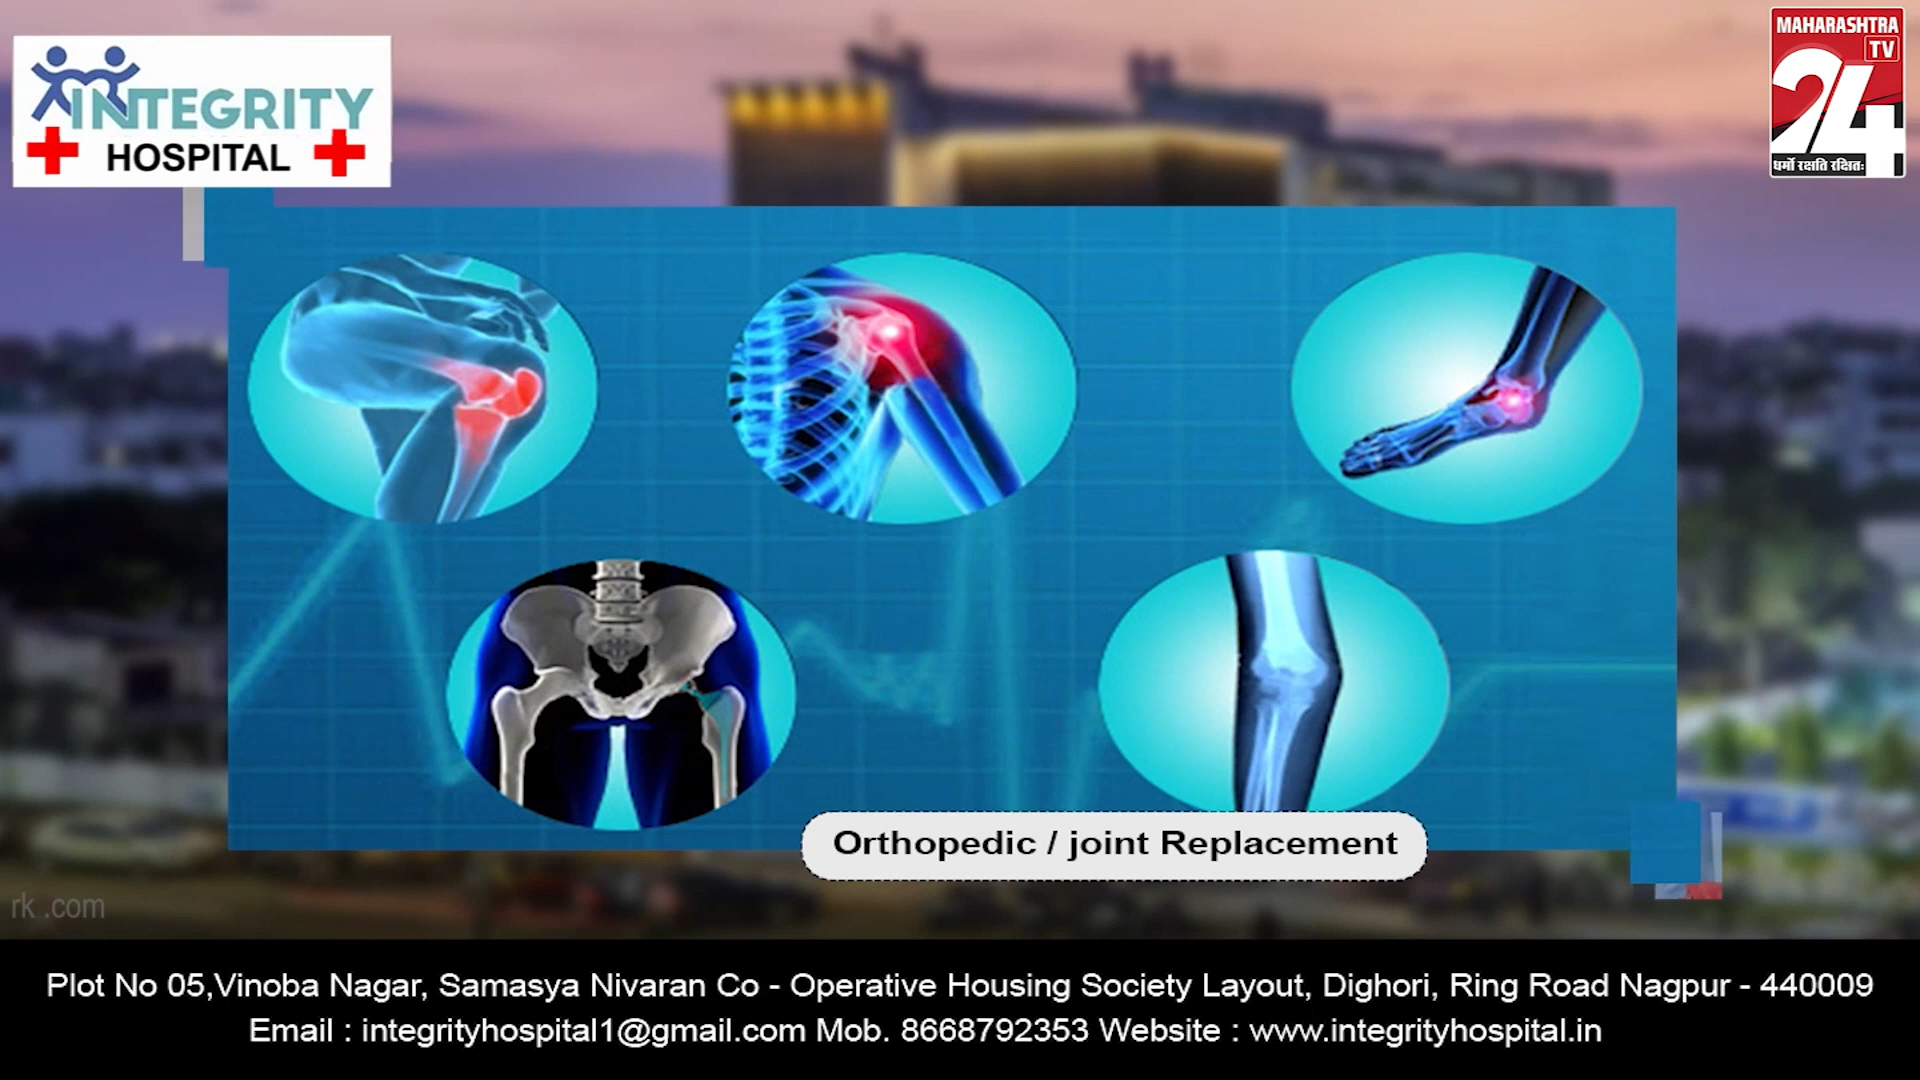 INTEGRITY
HOSPITAL
MAHARASHTRA
TV
24
धर्मो रक्षति रक्षितः
Orthopedic / joint Replacement
rk .com
Plot No 05,Vinoba Nagar, Samasya Nivaran Co - Operative Housing Society Layout, Dighori, Ring Road Nagpur - 440009
Email : integrityhospital1@gmail.com Mob. 8668792353 Website : www.integrityhospital.in